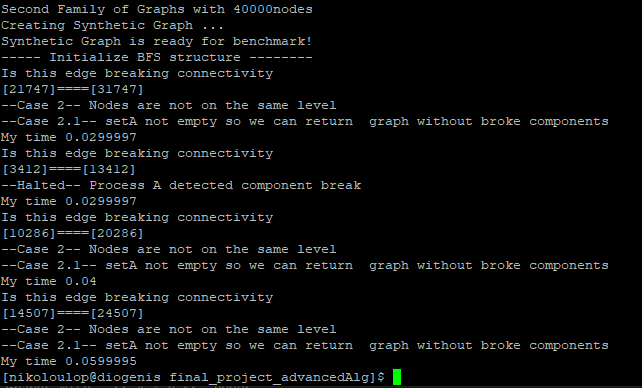 Second Family of Graphs with 40000nodes
Creating Synthetic Graph ...
Synthetic Graph is ready for benchmark!
----- Initialize BFS structure --------
Is this edge breaking connectivity
[21747]====[31747]
--Case 2-- Nodes are not on the same level
--Case 2.1-- setA not empty so we can return  graph without broke components
My time 0.0299997
Is this edge breaking connectivity
[3412]====[13412]
--Halted-- Process A detected component break
My time 0.0299997
Is this edge breaking connectivity
[10286]====[20286]
--Case 2-- Nodes are not on the same level
--Case 2.1-- setA not empty so we can return  graph without broke components
My time 0.04
Is this edge breaking connectivity
[14507]====[24507]
--Case 2-- Nodes are not on the same level
--Case 2.1-- setA not empty so we can return  graph without broke components
My time 0.0599995
[nikoloulop@diogenis final_project_advancedAlg]$